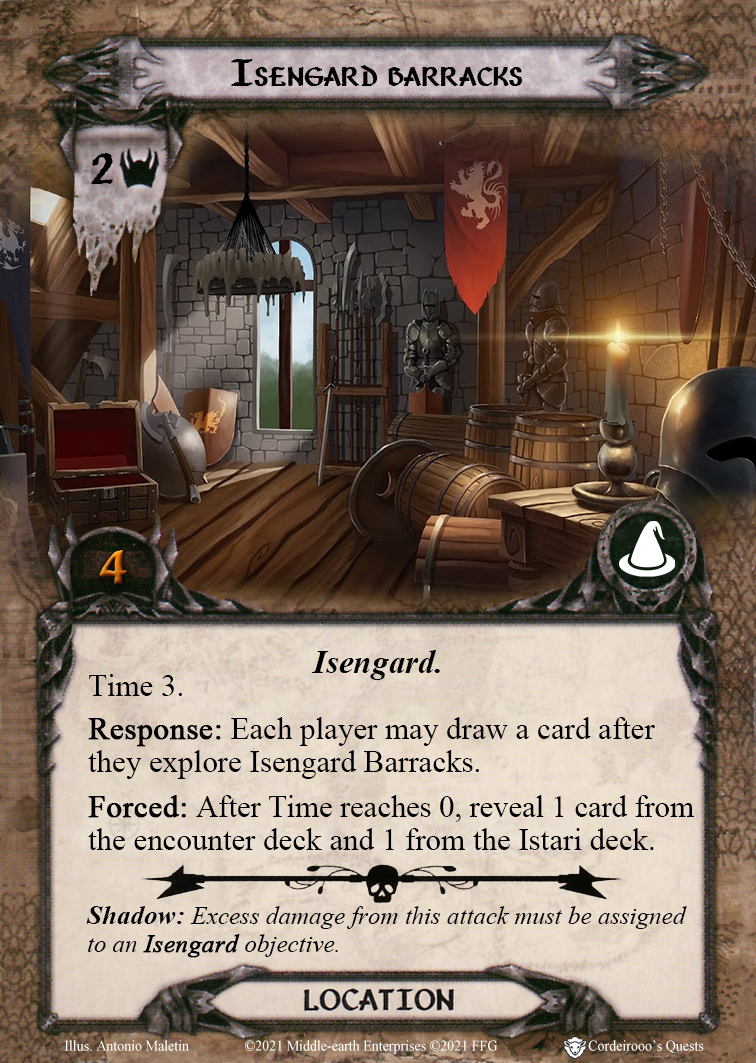 Isengard barracks
2
4
Isengard.
Time 3.
Response: Each player may draw a card after
they explore Isengard Barracks.
Forced: After Time reaches 0, reveal 1 card from
the encounter deck and 1 from the Istari deck.
Shadow: Excess damage from this attack must be assigned
to an Isengard objective.
LOCATION
Illus. Antonio Maletin ©2021 Middle-earth Enterprises ©2021 FFG Cordeirooo's Quests